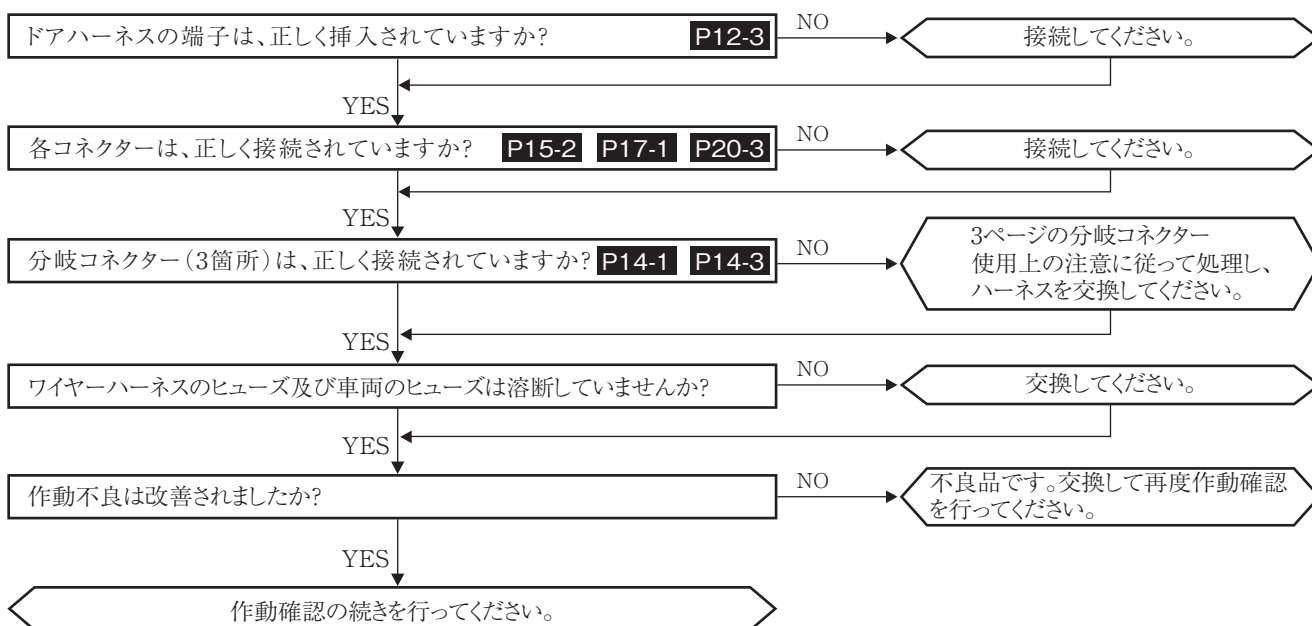 ドアハーネスの端子は、正しく挿入されていますか? P12-3 NO 接続してください。
YES
各コネクターは、正しく接続されていますか? P15-2 P17-1 P20-3 NO 接続してください。
YES
分岐コネクター(3箇所)は、正しく接続されていますか? P14-1 P14-3 NO
3ページの分岐コネクター
使用上の注意に従って処理し、
ハーネスを交換してください。
YES
ワイヤーハーネスのヒューズ及び車両のヒューズは溶断していませんか? NO 交換してください。
YES
作動不良は改善されましたか? NO
不良品です。交換して再度作動確認
を行ってください。
YES
作動確認の続きを行ってください。